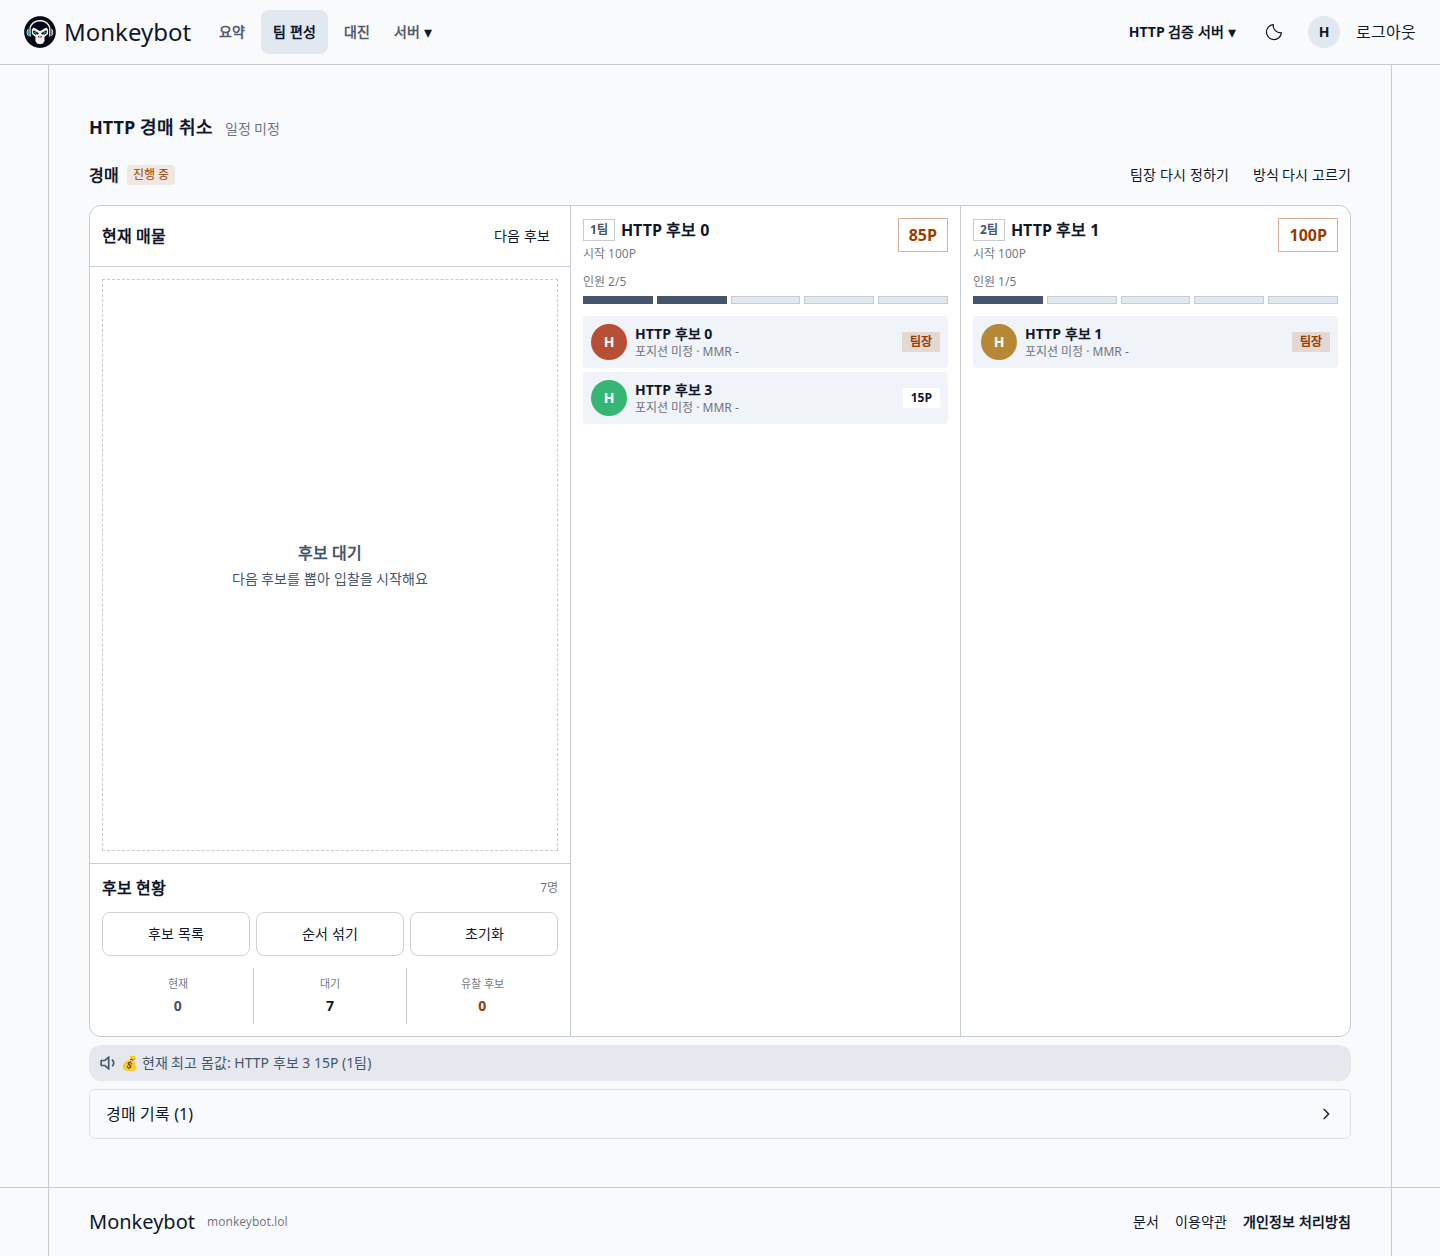 Monkeybot
요약
팀 편성
대진
서버 ▾
HTTP 검증 서버 ▾
H
로그아웃
HTTP 경매 취소 일정 미정
경매 진행 중
팀장 다시 정하기 방식 다시 고르기
현재 매물
다음 후보
후보 대기
다음 후보를 뽑아 입찰을 시작해요
후보 현황
7명
후보 목록
순서 섞기
초기화
현재
0
대기
7
유찰 후보
0
1팀 HTTP 후보 0
85P
시작 100P
인원 2/5
H
HTTP 후보 0
포지션 미정 · MMR -
팀장
H
HTTP 후보 3
포지션 미정 · MMR -
15P
2팀 HTTP 후보 1
100P
시작 100P
인원 1/5
H
HTTP 후보 1
포지션 미정 · MMR -
팀장
💰 현재 최고 몸값: HTTP 후보 3 15P (1팀)
경매 기록 (1)
Monkeybot monkeybot.lol
문서 이용약관 개인정보 처리방침